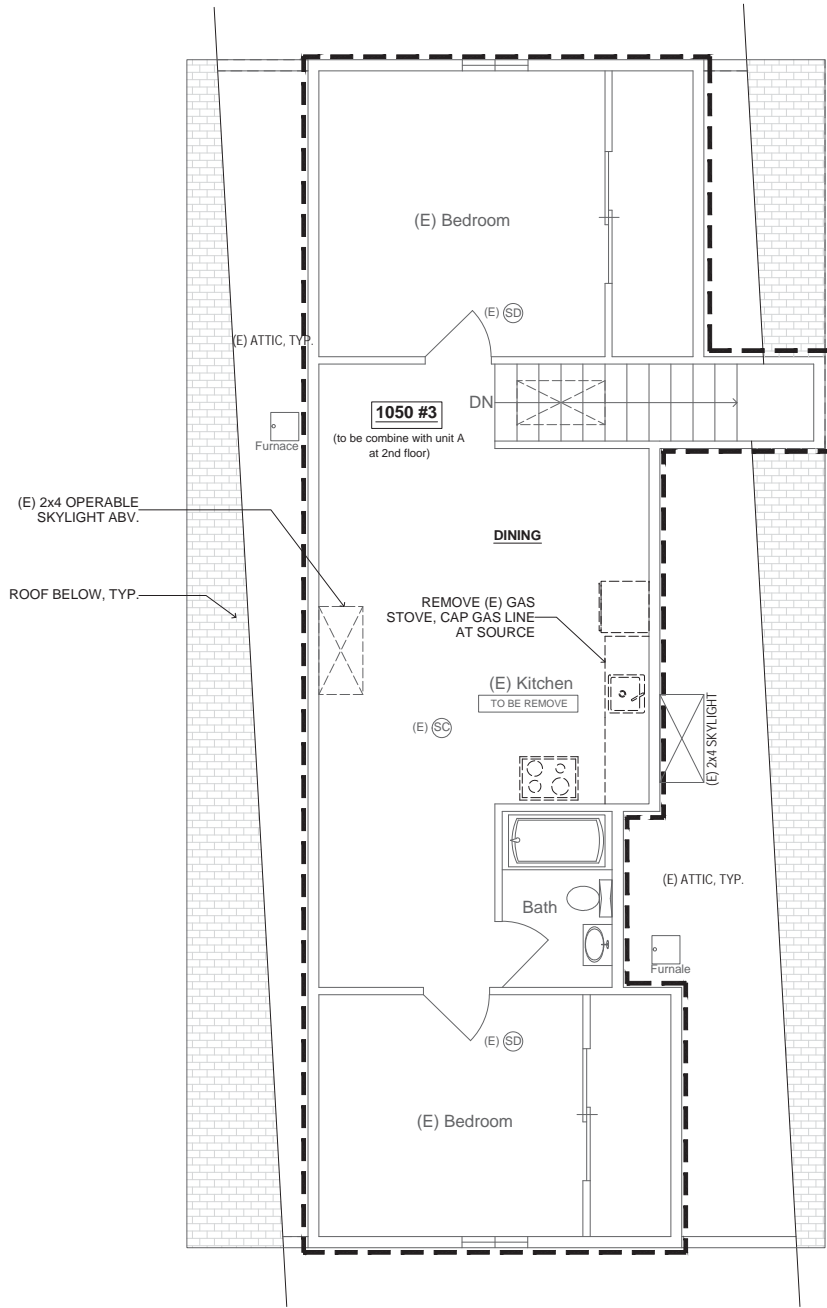 (E) Bedroom
(E) SD
(E) ATTIC, TYP.
DN
1050 #3
(to be combine with unit A
at 2nd floor)
Furnace
(E) 2x4 OPERABLE
SKYLIGHT ABV.
DINING
ROOF BELOW, TYP.
REMOVE (E) GAS
STOVE, CAP GAS LINE
AT SOURCE
(E) Kitchen
TO BE REMOVE
(E) SC
(E) 2x4 SKYLIGHT
(E) ATTIC, TYP.
Bath
Furnale
(E) SD
(E) Bedroom